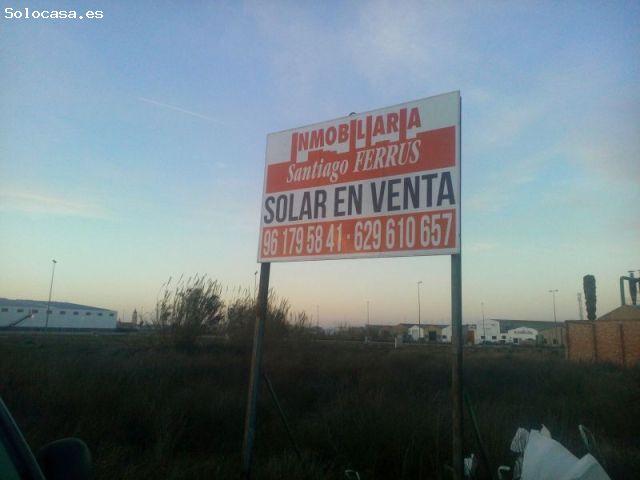 Solocasa.es
INMOBILIARIA
Santiago FERRUS
SOLAR EN VENTA
96 179 58 41 · 629 610 657